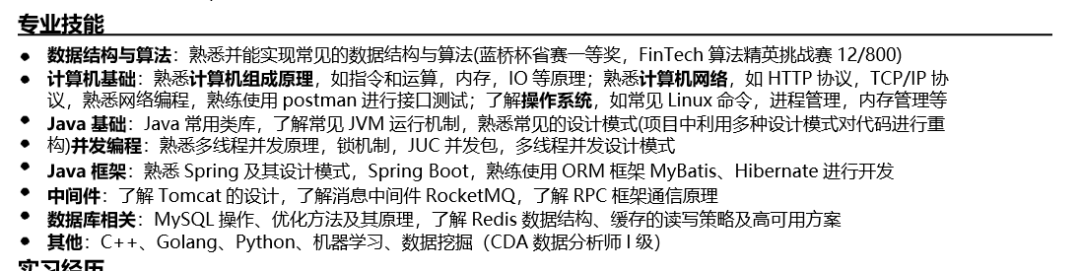 专业技能
● 数据结构与算法：熟悉并能实现常见的数据结构与算法(蓝桥杯省赛一等奖，FinTech 算法精英挑战赛 12/800)
● 计算机基础：熟悉计算机组成原理，如指令和运算，内存，IO 等原理；熟悉计算机网络，如 HTTP 协议，TCP/IP 协
议，熟悉网络编程，熟练使用 postman 进行接口测试；了解操作系统，如常见 Linux 命令，进程管理，内存管理等
● Java 基础：Java 常用类库，了解常见 JVM 运行机制，熟悉常见的设计模式(项目中利用多种设计模式对代码进行重
● 构)并发编程：熟悉多线程并发原理，锁机制，JUC 并发包，多线程并发设计模式
● Java 框架：熟悉 Spring 及其设计模式，Spring Boot，熟练使用 ORM 框架 MyBatis、Hibernate 进行开发
● 中间件：了解 Tomcat 的设计，了解消息中间件 RocketMQ，了解 RPC 框架通信原理
● 数据库相关：MySQL 操作、优化方法及其原理，了解 Redis 数据结构、缓存的读写策略及高可用方案
● 其他：C++、Golang、Python、机器学习、数据挖掘（CDA 数据分析师 I 级）
实习经历